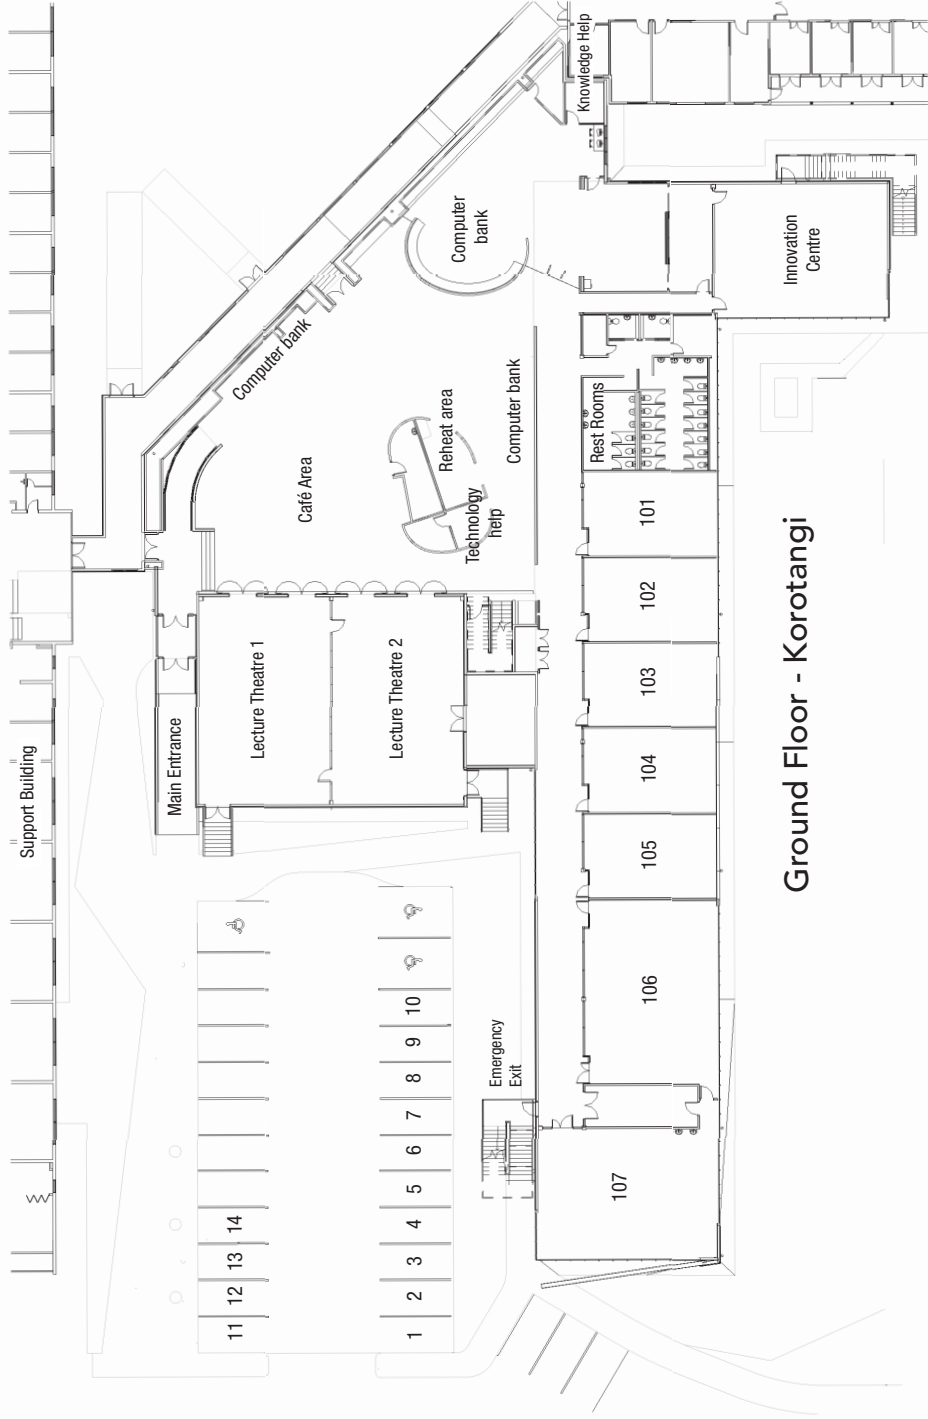 Ground Floor - Korotangi
Support Building
Main Entrance
Lecture Theatre 1
Lecture Theatre 2
Café Area
Computer bank
Computer
bank
Computer bank
Reheat area
Technology
help
Knowledge Help
Innovation
Centre
Rest Rooms
101
102
103
104
105
106
107
Emergency
Exit
11
12
13
14
1
2
3
4
5
6
7
8
9
10